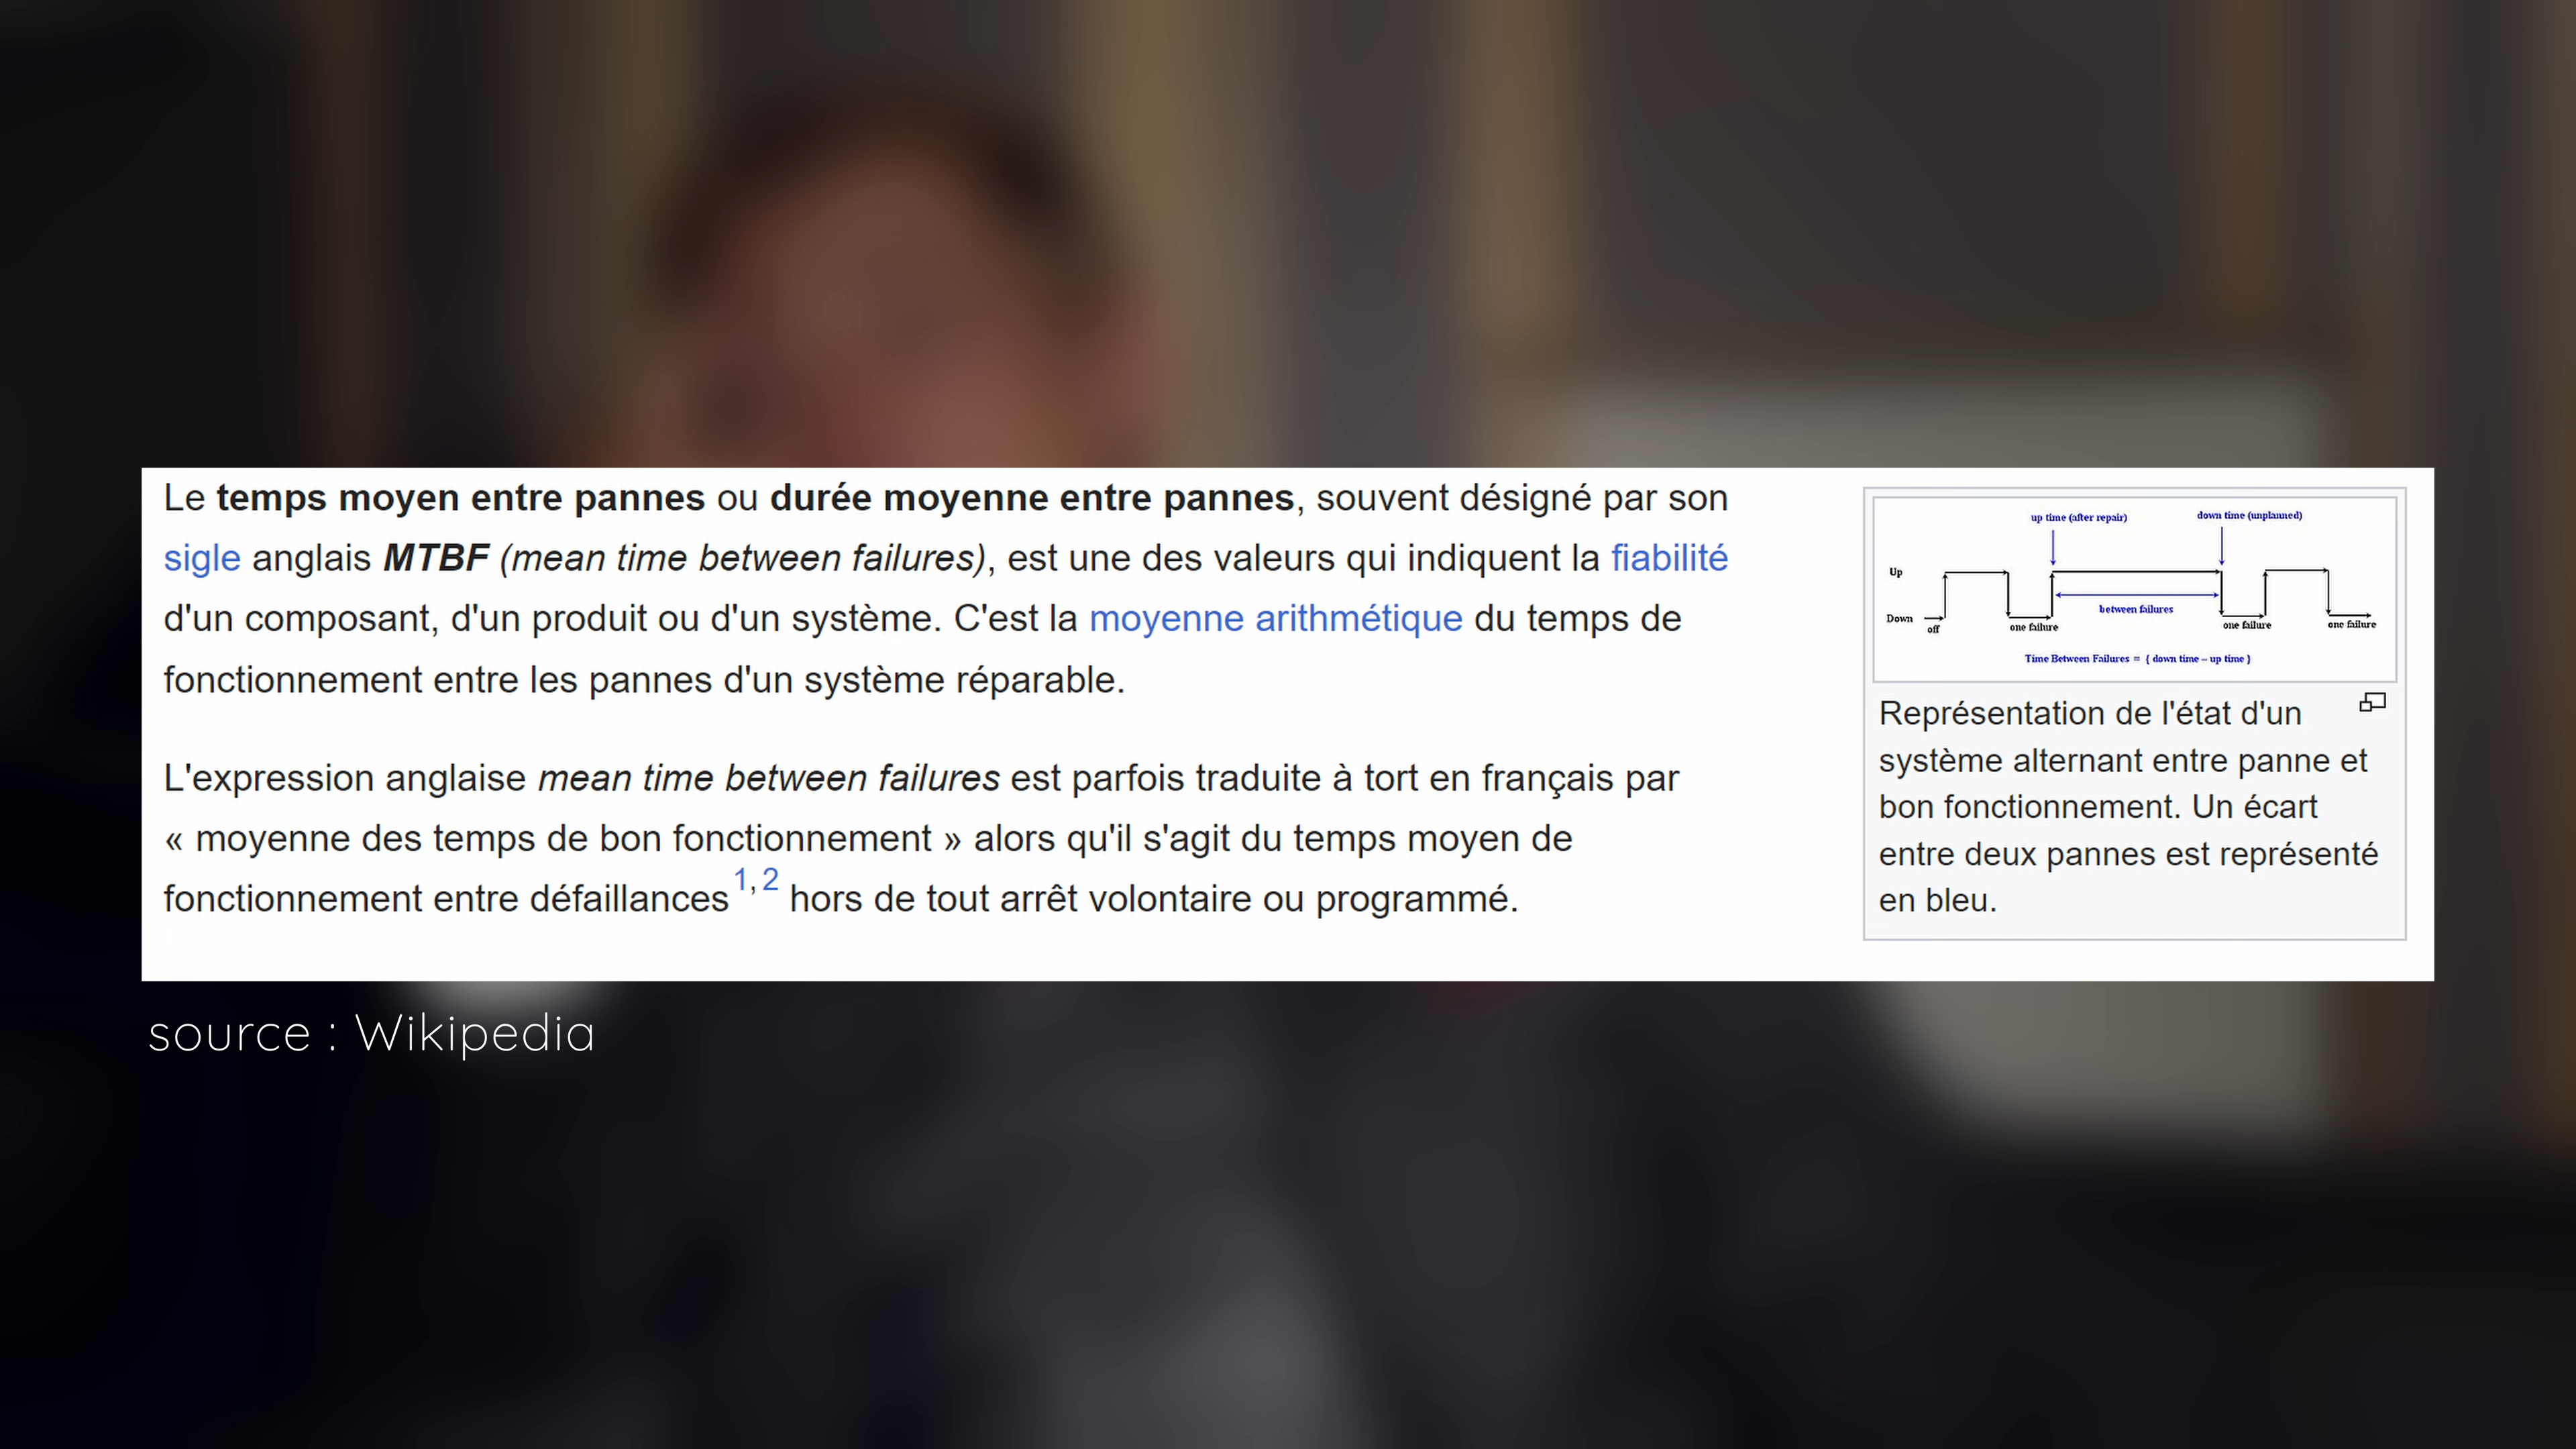 Le temps moyen entre pannes ou durée moyenne entre pannes, souvent désigné par son
sigle anglais MTBF (mean time between failures), est une des valeurs qui indiquent la fiabilité
d'un composant, d'un produit ou d'un système. C'est la moyenne arithmétique du temps de
fonctionnement entre les pannes d'un système réparable.
L'expression anglaise mean time between failures est parfois traduite à tort en français par
« moyenne des temps de bon fonctionnement » alors qu'il s'agit du temps moyen de
fonctionnement entre défaillances1, 2 hors de tout arrêt volontaire ou programmé.
up time (after repair)
down time (unplanned)
Up
between failures
Down
off
one failure
one failure
one failure
Time Between Failures = { down time – up time }
Représentation de l'état d'un
système alternant entre panne et
bon fonctionnement. Un écart
entre deux pannes est représenté
en bleu.
source : Wikipedia